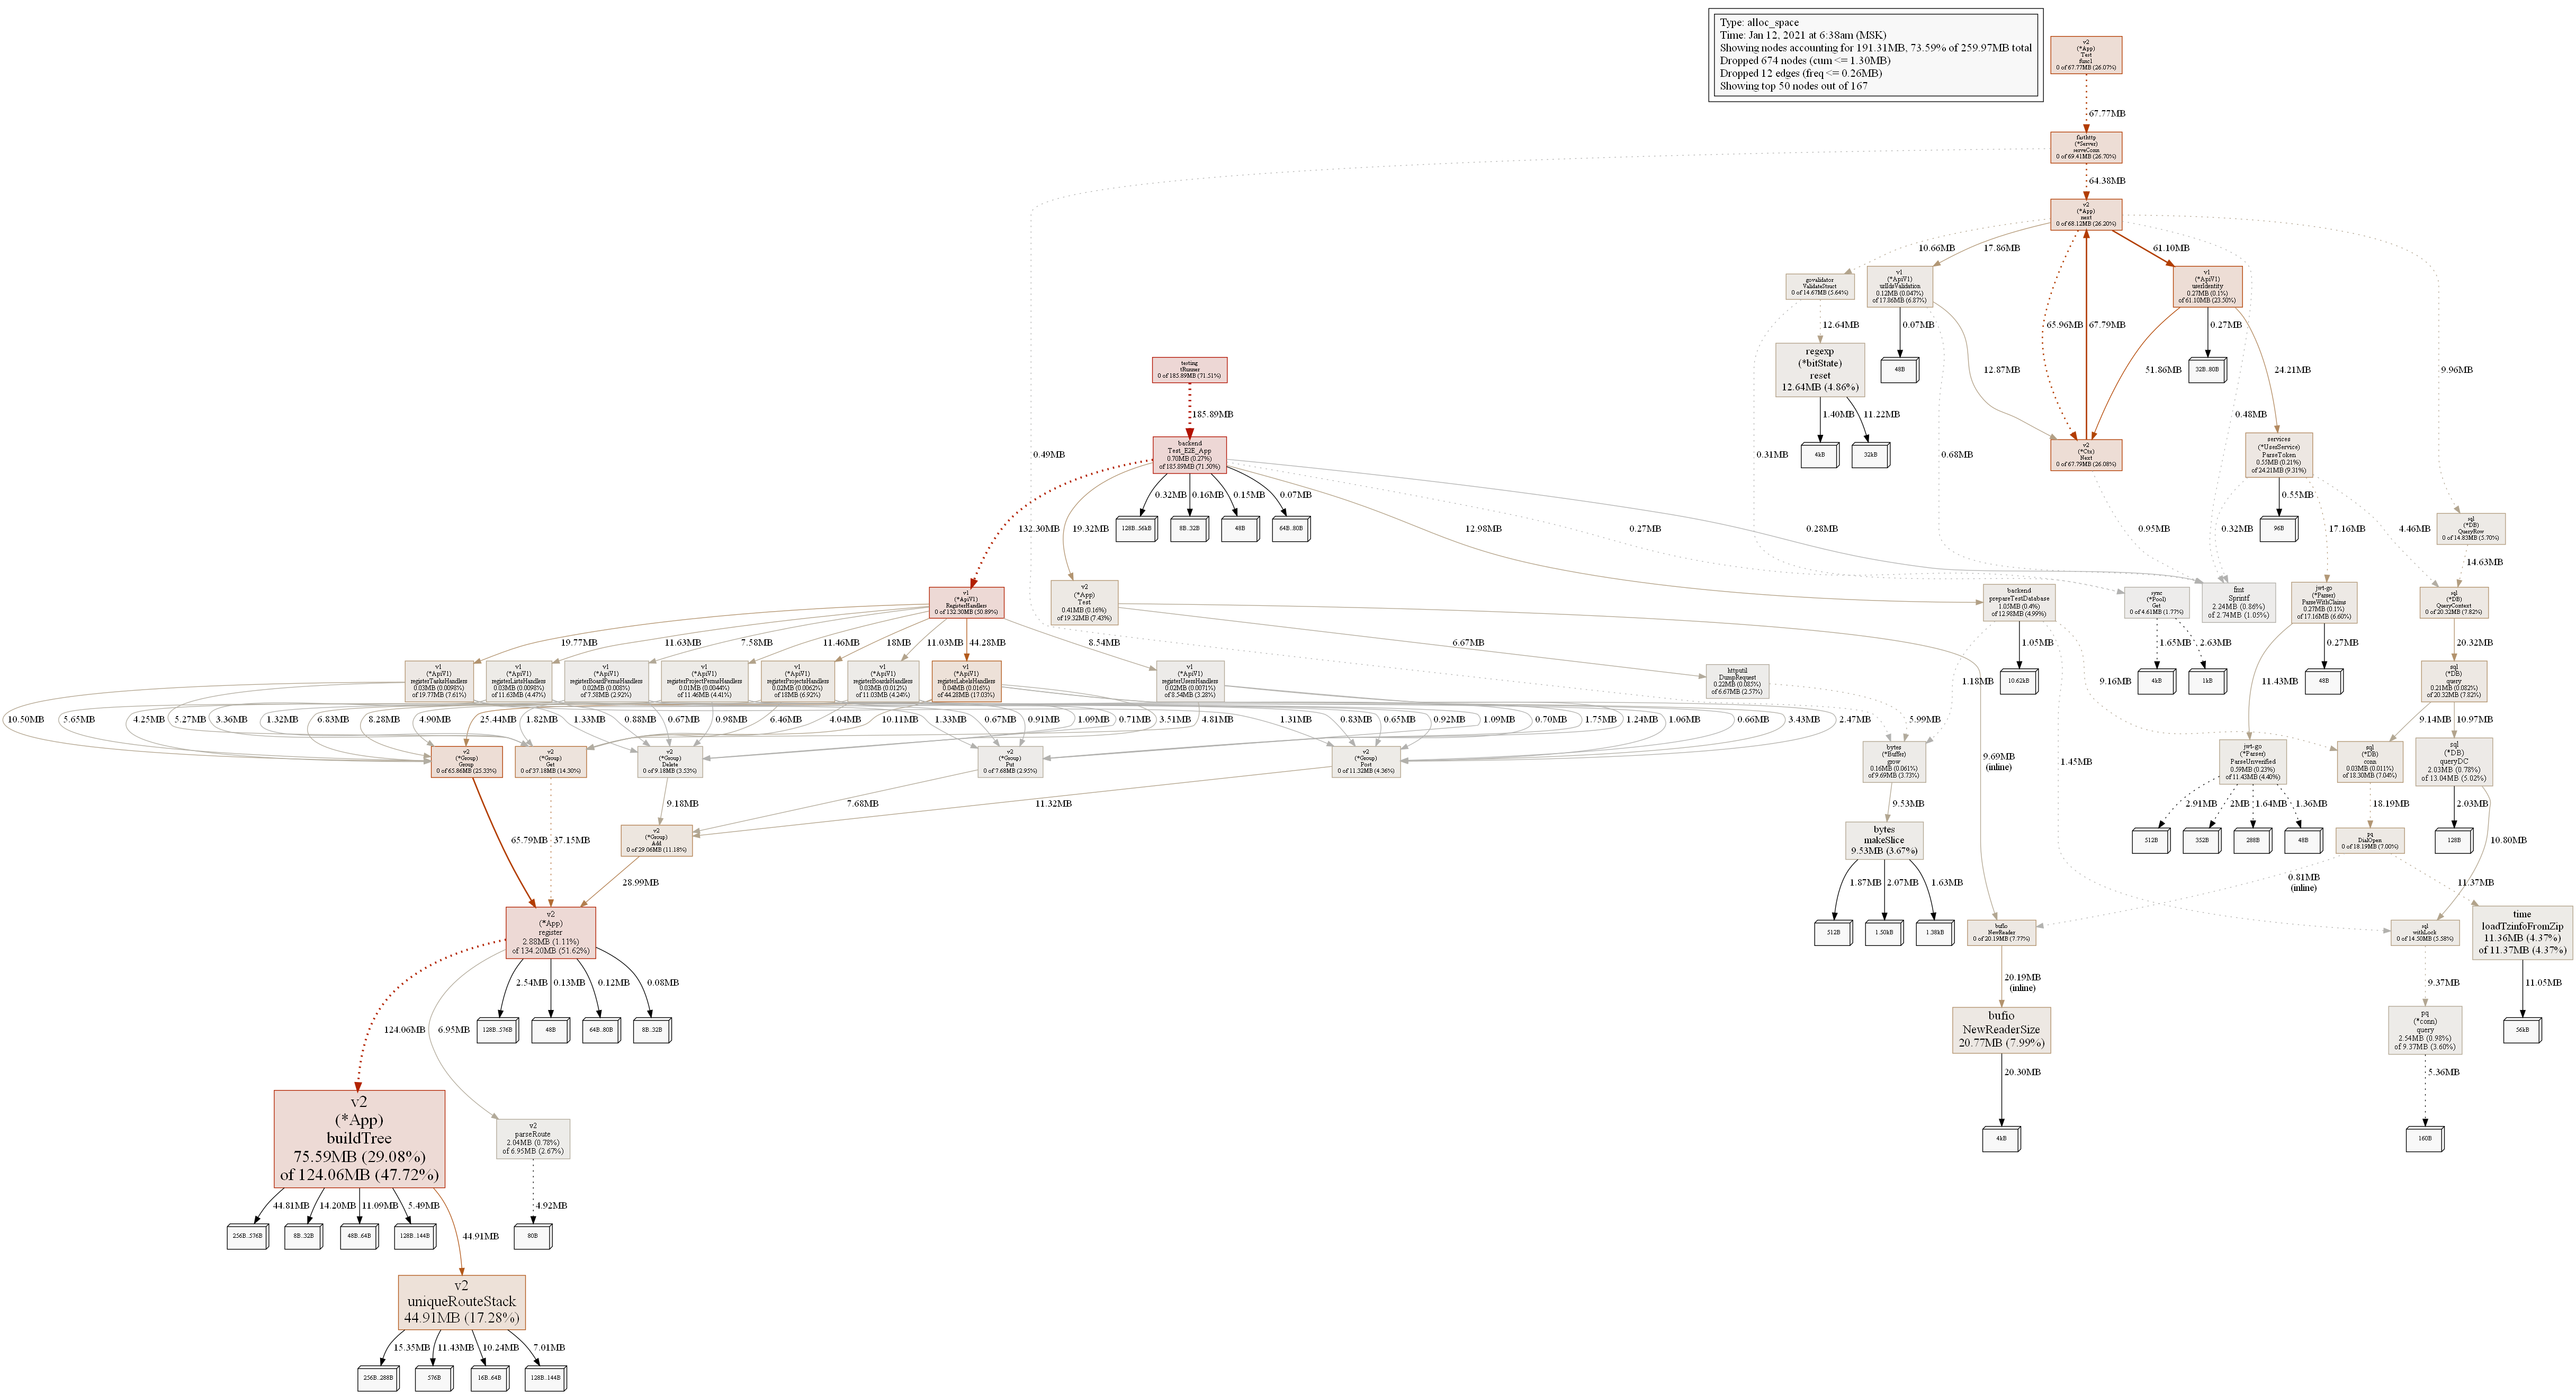 Type: alloc_space
Time: Jan 12, 2021 at 6:38am (MSK)
Showing nodes accounting for 191.31MB, 73.59% of 259.97MB total
Dropped 674 nodes (cum <= 1.30MB)
Dropped 12 edges (freq <= 0.26MB)
Showing top 50 nodes out of 167
v2
(*App)
Test
func1
0 of 67.77MB (26.07%)
67.77MB
fasthttp
(*Server)
serveConn
0 of 69.41MB (26.70%)
64.38MB
v2
(*App)
next
0 of 68.12MB (26.20%)
10.66MB
17.86MB
61.10MB
govalidator
ValidateStruct
0 of 14.67MB (5.64%)
v1
(*ApiV1)
urlIdsValidation
0.12MB (0.047%)
of 17.86MB (6.87%)
v1
(*ApiV1)
userIdentity
0.27MB (0.1%)
of 61.10MB (23.50%)
12.64MB
0.07MB
65.96MB
67.79MB
0.27MB
regexp
(*bitState)
reset
12.64MB (4.86%)
48B
32B..80B
12.87MB
51.86MB
24.21MB
9.96MB
testing
tRunner
0 of 185.89MB (71.51%)
185.89MB
1.40MB
11.22MB
0.48MB
backend
Test_E2E_App
0.70MB (0.27%)
of 185.89MB (71.50%)
0.49MB
0.31MB
4kB
32kB
0.68MB
v2
(*Ctx)
Next
0 of 67.79MB (26.08%)
services
(*UserService)
ParseToken
0.55MB (0.21%)
of 24.21MB (9.31%)
0.32MB
0.16MB
0.15MB
0.07MB
0.55MB
132.30MB
19.32MB
128B..56kB
8B..32B
48B
64B..80B
12.98MB
0.27MB
0.28MB
0.95MB
0.32MB
96B
17.16MB
4.46MB
sql
(*DB)
QueryRow
0 of 14.83MB (5.70%)
14.63MB
v1
(*ApiV1)
RegisterHandlers
0 of 132.30MB (50.89%)
v2
(*App)
Test
0.41MB (0.16%)
of 19.32MB (7.43%)
backend
prepareTestDatabase
1.05MB (0.4%)
of 12.98MB (4.99%)
sync
(*Pool)
Get
0 of 4.61MB (1.77%)
fmt
Sprintf
2.24MB (0.86%)
of 2.74MB (1.05%)
jwt-go
(*Parser)
ParseWithClaims
0.27MB (0.1%)
of 17.16MB (6.60%)
sql
(*DB)
QueryContext
0 of 20.32MB (7.82%)
19.77MB
11.63MB
7.58MB
11.46MB
18MB
11.03MB
44.28MB
8.54MB
6.67MB
1.05MB
1.65MB
2.63MB
0.27MB
20.32MB
v1
(*ApiV1)
registerTasksHandlers
0.03MB (0.0098%)
of 19.77MB (7.61%)
v1
(*ApiV1)
registerListsHandlers
0.03MB (0.0098%)
of 11.63MB (4.47%)
v1
(*ApiV1)
registerBoardPermsHandlers
0.02MB (0.008%)
of 7.58MB (2.92%)
v1
(*ApiV1)
registerProjectPermsHandlers
0.01MB (0.0044%)
of 11.46MB (4.41%)
v1
(*ApiV1)
registerProjectsHandlers
0.02MB (0.0062%)
of 18MB (6.92%)
v1
(*ApiV1)
registerBoardsHandlers
0.03MB (0.012%)
of 11.03MB (4.24%)
v1
(*ApiV1)
registerLabelsHandlers
0.04MB (0.016%)
of 44.28MB (17.03%)
v1
(*ApiV1)
registerUsersHandlers
0.02MB (0.0071%)
of 8.54MB (3.28%)
httputil
DumpRequest
0.22MB (0.085%)
of 6.67MB (2.57%)
1.18MB
10.62kB
9.16MB
4kB
1kB
11.43MB
48B
sql
(*DB)
query
0.21MB (0.082%)
of 20.32MB (7.82%)
10.50MB
5.65MB
4.25MB
5.27MB
3.36MB
1.32MB
6.83MB
8.28MB
4.90MB
25.44MB
1.82MB
1.33MB
0.88MB
0.67MB
0.98MB
6.46MB
1.09MB
4.04MB
0.71MB
10.11MB
1.33MB
3.51MB
0.67MB
4.81MB
0.91MB
1.31MB
0.83MB
0.65MB
0.92MB
1.09MB
0.70MB
1.75MB
1.24MB
1.06MB
0.66MB
3.43MB
2.47MB
5.99MB
9.14MB
10.97MB
v2
(*Group)
Group
0 of 65.86MB (25.33%)
v2
(*Group)
Get
0 of 37.18MB (14.30%)
v2
(*Group)
Delete
0 of 9.18MB (3.53%)
v2
(*Group)
Put
0 of 7.68MB (2.95%)
v2
(*Group)
Post
0 of 11.32MB (4.36%)
bytes
(*Buffer)
grow
0.16MB (0.061%)
of 9.69MB (3.73%)
9.69MB
(inline)
1.45MB
jwt-go
(*Parser)
ParseUnverified
0.59MB (0.23%)
of 11.43MB (4.40%)
sql
(*DB)
conn
0.03MB (0.011%)
of 18.30MB (7.04%)
sql
(*DB)
queryDC
2.03MB (0.78%)
of 13.04MB (5.02%)
9.18MB
7.68MB
11.32MB
9.53MB
2.91MB
2MB
1.64MB
1.36MB
18.19MB
2.03MB
65.79MB
37.15MB
v2
(*Group)
Add
0 of 29.06MB (11.18%)
bytes
makeSlice
9.53MB (3.67%)
512B
352B
288B
48B
pq
DialOpen
0 of 18.19MB (7.00%)
128B
10.80MB
28.99MB
1.87MB
2.07MB
1.63MB
0.81MB
(inline)
11.37MB
v2
(*App)
register
2.88MB (1.11%)
of 134.20MB (51.62%)
512B
1.50kB
1.38kB
bufio
NewReader
0 of 20.19MB (7.77%)
sql
withLock
0 of 14.50MB (5.58%)
time
loadTzinfoFromZip
11.36MB (4.37%)
of 11.37MB (4.37%)
2.54MB
0.13MB
0.12MB
0.08MB
20.19MB
(inline)
9.37MB
11.05MB
124.06MB
6.95MB
128B..576B
48B
64B..80B
8B..32B
bufio
NewReaderSize
20.77MB (7.99%)
pq
(*conn)
query
2.54MB (0.98%)
of 9.37MB (3.60%)
56kB
20.30MB
5.36MB
v2
(*App)
buildTree
75.59MB (29.08%)
of 124.06MB (47.72%)
v2
parseRoute
2.04MB (0.78%)
of 6.95MB (2.67%)
4kB
160B
44.81MB
14.20MB
11.09MB
5.49MB
4.92MB
256B..576B
8B..32B
48B..64B
128B..144B
44.91MB
80B
v2
uniqueRouteStack
44.91MB (17.28%)
15.35MB
11.43MB
10.24MB
7.01MB
256B..288B
576B
16B..64B
128B..144B